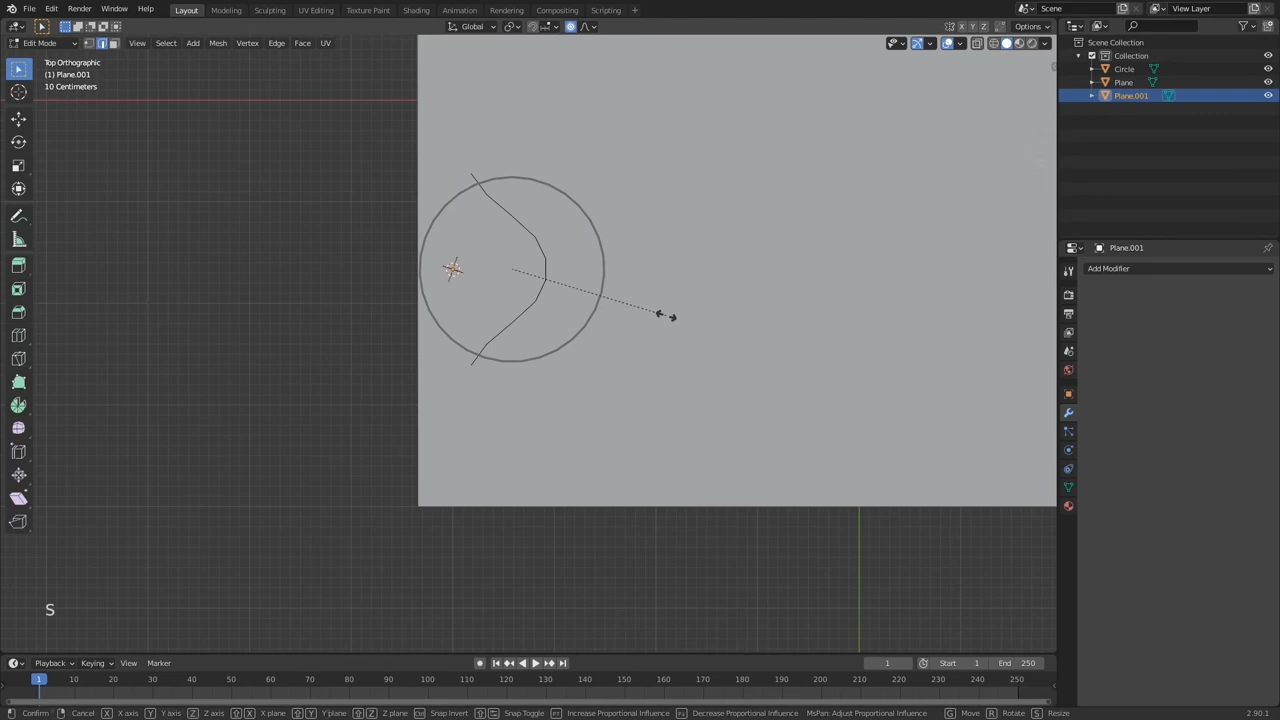 File Edit Render Window Help Layout Modeling Sculpting UV Editing Texture Paint Shading Animation Rendering Compositing Scripting + Scene View Layer
Global X Y Z Options
Edit Mode View Select Add Mesh Vertex Edge Face UV
Scene Collection
Collection
Circle
Plane
Plane.001
Top Orthographic
(1) Plane.001
10 Centimeters
Plane.001
Add Modifier
S
Playback Keying View Marker 1 Start 1 End 250
1 10 20 30 40 50 60 70 80 90 100 110 120 130 140 150 160 170 180 190 200 210 220 230 240 250
Confirm Cancel X X axis Y Y axis Z Z axis X X plane Y Y plane Z Z plane Ctrl Snap Invert Snap Toggle Increase Proportional Influence Decrease Proportional Influence MsPan: Adjust Proportional Influence G Move R Rotate S Resize 2.90.1